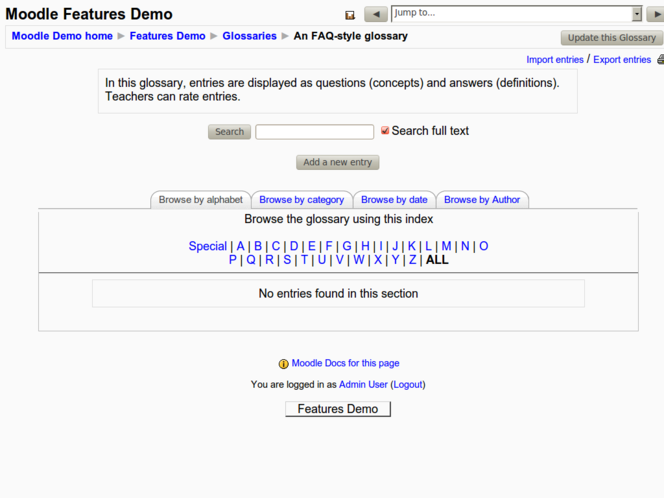 Moodle Features Demo
Jump to...
Moodle Demo home ► Features Demo ► Glossaries ► An FAQ-style glossary
Update this Glossary
Import entries / Export entries
In this glossary, entries are displayed as questions (concepts) and answers (definitions).
Teachers can rate entries.
Search
Search full text
Add a new entry
Browse by alphabet Browse by category Browse by date Browse by Author
Browse the glossary using this index
Special | A | B | C | D | E | F | G | H | I | J | K | L | M | N | O
P | Q | R | S | T | U | V | W | X | Y | Z | ALL
No entries found in this section
Moodle Docs for this page
You are logged in as Admin User (Logout)
Features Demo